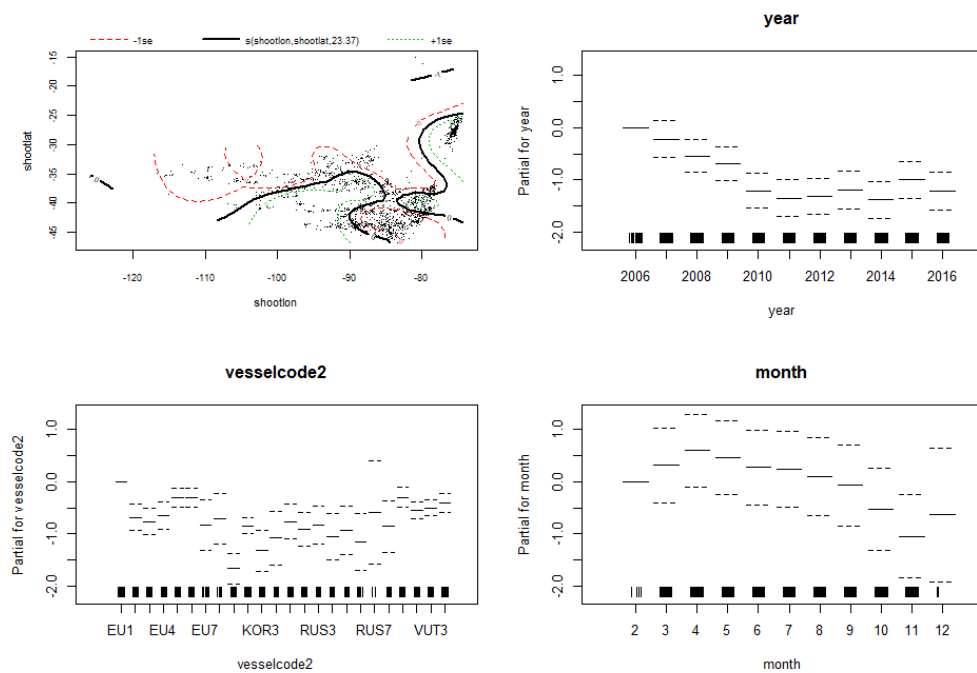 year
-1se s(shootlon,shootlat,23.37) +1se
shootlat
-15
-20
-25
-30
-35
-40
-45
-120 -110 -100 -90 -80
shootlon
Partial for year
1.0
0.0
-1.0
-2.0
2006 2008 2010 2012 2014 2016
year
vesselcode2
Partial for vesselcode2
1.0
0.0
-1.0
-2.0
EU1 EU4 EU7 KOR3 RUS3 RUS7 VUT3
vesselcode2
month
Partial for month
1.0
0.0
-1.0
-2.0
2 3 4 5 6 7 8 9 10 11 12
month